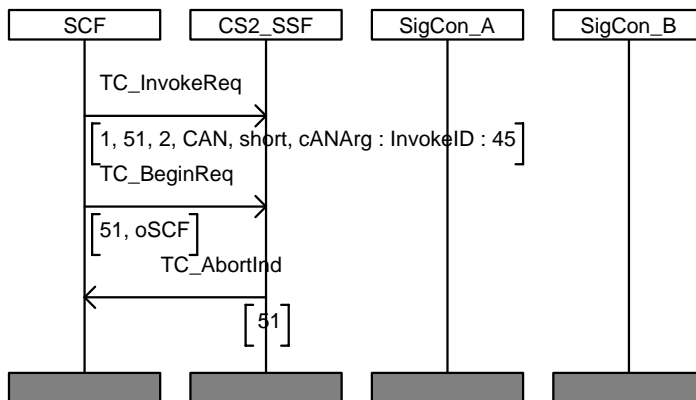 SCF CS2_SSF SigCon_A SigCon_B
TC_InvokeReq
[1, 51, 2, CAN, short, cANArg : InvokeID : 45]
TC_BeginReq
[51, oSCF]
TC_AbortInd
[51]